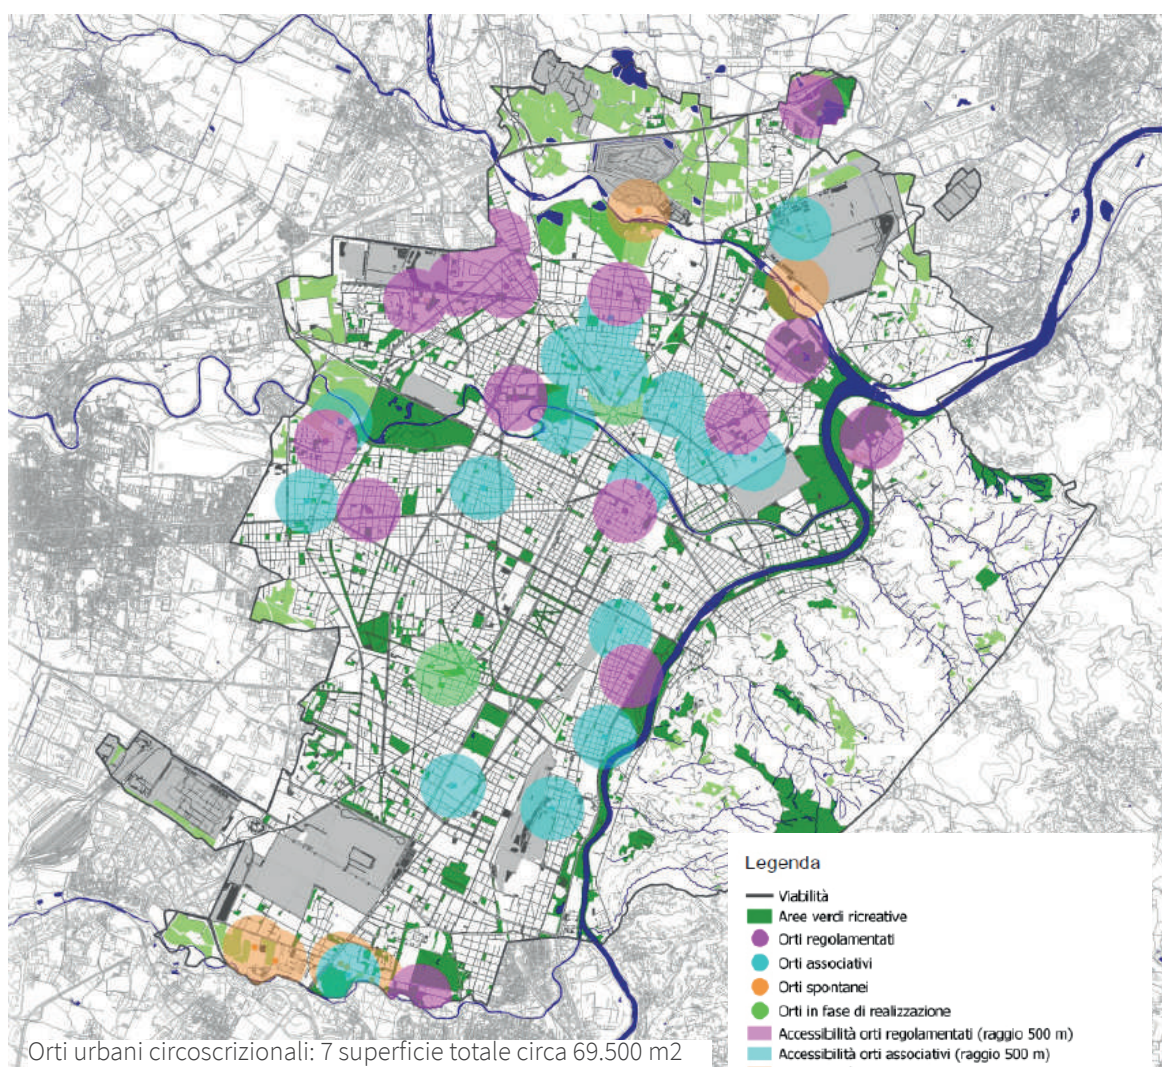 Legenda
Viabilità
Aree verdi ricreative
Orti regolamentati
Orti associativi
Orti spontanei
Orti in fase di realizzazione
Accessibilità orti regolamentati (raggio 500 m)
Accessibilità orti associativi (raggio 500 m)
Orti urbani circoscrizionali: 7 superficie totale circa 69.500 m2